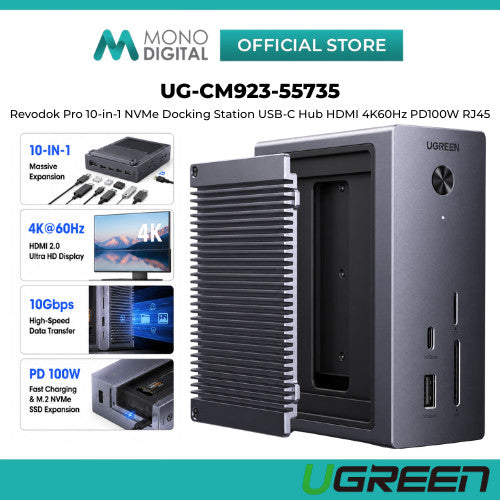 MONO
DIGITAL
OFFICIAL STORE
UG-CM923-55735
Revodok Pro 10-in-1 NVMe Docking Station USB-C Hub HDMI 4K60Hz PD100W RJ45
10-IN-1
Massive
Expansion
4K@60Hz
HDMI 2.0
Ultra HD Display
4K
10Gbps
High-Speed
Data Transfer
PD 100W
Fast Charging
& M.2 NVMe
SSD Expansion
UGREEN
UGREEN